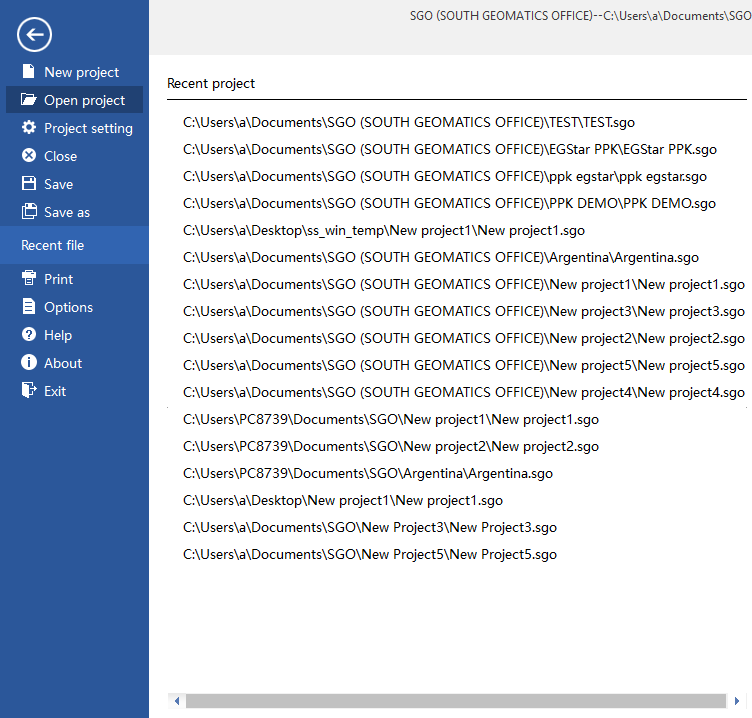 SGO (SOUTH GEOMATICS OFFICE)--C:\Users\a\Documents\SGO
New project
Open project
Project setting
Close
Save
Save as
Recent file
Print
Options
Help
About
Exit
Recent project
C:\Users\a\Documents\SGO (SOUTH GEOMATICS OFFICE)\TEST\TEST.sgo
C:\Users\a\Documents\SGO (SOUTH GEOMATICS OFFICE)\EGStar PPK\EGStar PPK.sgo
C:\Users\a\Documents\SGO (SOUTH GEOMATICS OFFICE)\ppk egstar\ppk egstar.sgo
C:\Users\a\Documents\SGO (SOUTH GEOMATICS OFFICE)\PPK DEMO\PPK DEMO.sgo
C:\Users\a\Desktop\ss_win_temp\New project1\New project1.sgo
C:\Users\a\Documents\SGO (SOUTH GEOMATICS OFFICE)\Argentina\Argentina.sgo
C:\Users\a\Documents\SGO (SOUTH GEOMATICS OFFICE)\New project1\New project1.sgo
C:\Users\a\Documents\SGO (SOUTH GEOMATICS OFFICE)\New project3\New project3.sgo
C:\Users\a\Documents\SGO (SOUTH GEOMATICS OFFICE)\New project2\New project2.sgo
C:\Users\a\Documents\SGO (SOUTH GEOMATICS OFFICE)\New project5\New project5.sgo
C:\Users\a\Documents\SGO (SOUTH GEOMATICS OFFICE)\New project4\New project4.sgo
C:\Users\PC8739\Documents\SGO\New project1\New project1.sgo
C:\Users\PC8739\Documents\SGO\New project2\New project2.sgo
C:\Users\PC8739\Documents\SGO\Argentina\Argentina.sgo
C:\Users\a\Desktop\New project1\New project1.sgo
C:\Users\a\Documents\SGO\New Project3\New Project3.sgo
C:\Users\a\Documents\SGO\New Project5\New Project5.sgo